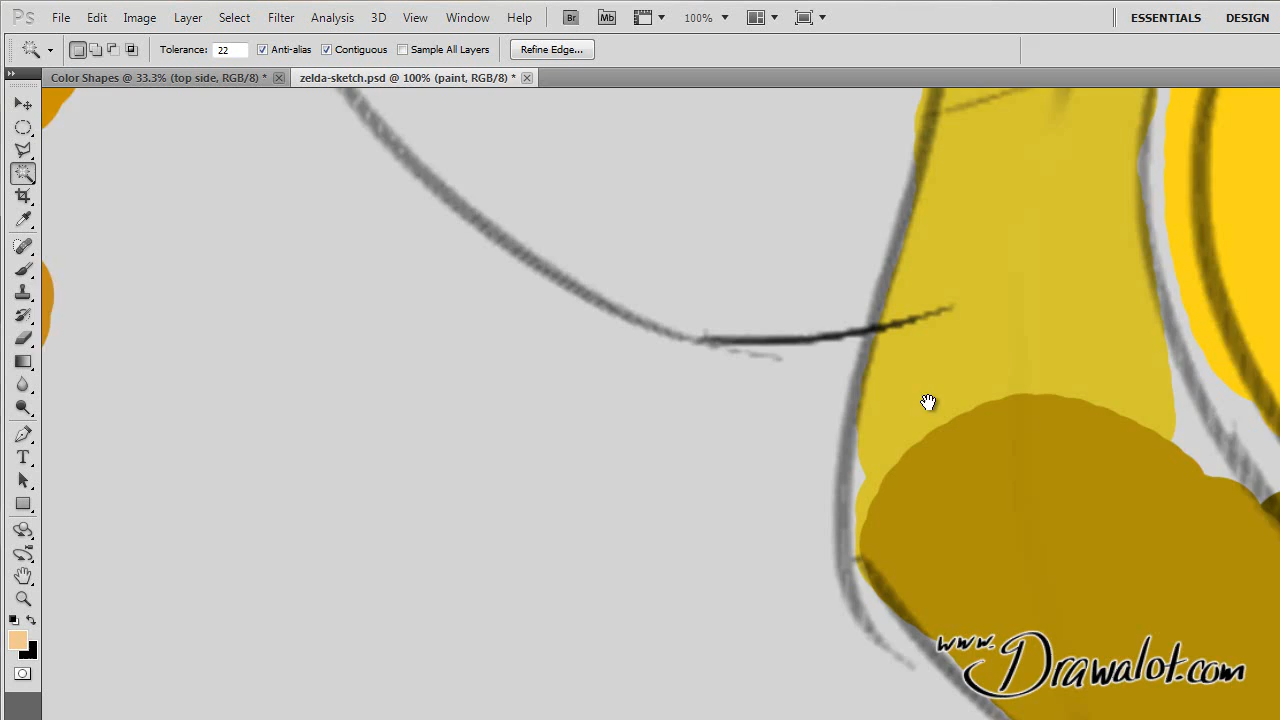 Ps File Edit Image Layer Select Filter Analysis 3D View Window Help Br Mb 100% ESSENTIALS DESIGN
Tolerance: 22 Anti-alias Contiguous Sample All Layers Refine Edge...
Color Shapes @ 33.3% (top side, RGB/8) * zelda-sketch.psd @ 100% (paint, RGB/8) *
T
www.Drawalot.com